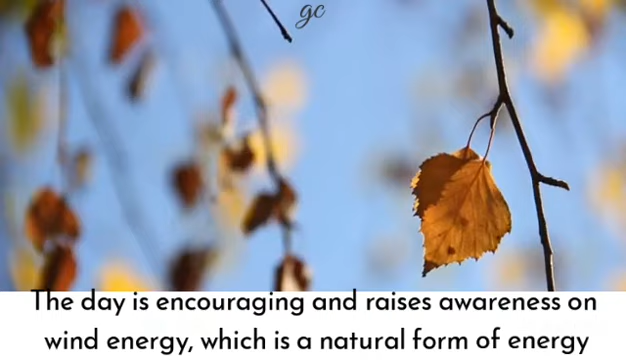 gc
The day is encouraging and raises awareness on
wind energy, which is a natural form of energy